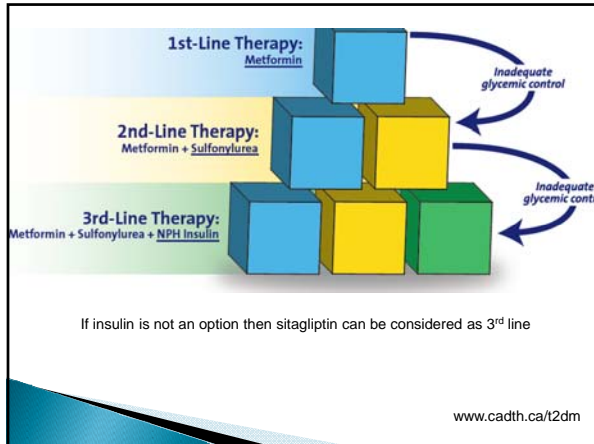 1st-Line Therapy:
Metformin
Inadequate
glycemic control
2nd-Line Therapy:
Metformin + Sulfonylurea
Inadequate
glycemic cont
3rd-Line Therapy:
Metformin + Sulfonylurea + NPH Insulin
If insulin is not an option then sitagliptin can be considered as 3rd line
www.cadth.ca/t2dm